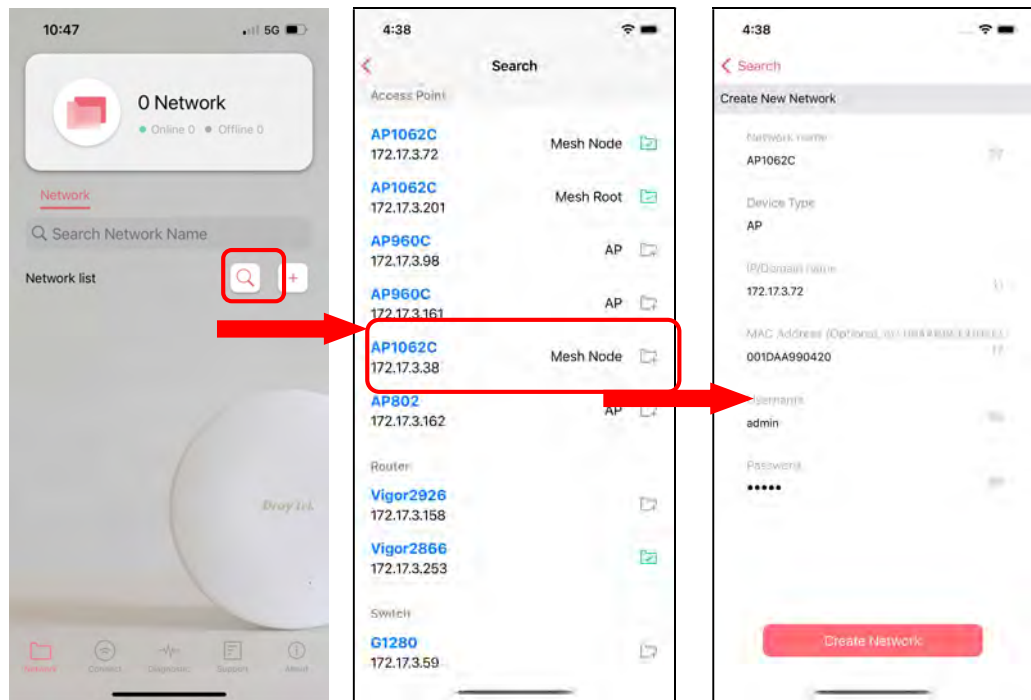 10:47
5G
0 Network
Online 0 Offline 0
Network
Search Network Name
Network list
+
Network
Connect
Diagnostic
Support
About
4:38
Search
Access Point
AP1062C
172.17.3.72
Mesh Node
AP1062C
172.17.3.201
Mesh Root
AP960C
172.17.3.98
AP
AP960C
172.17.3.161
AP
AP1062C
172.17.3.38
Mesh Node
AP802
172.17.3.162
AP
Router
Vigor2926
172.17.3.158
Vigor2866
172.17.3.253
Switch
G1280
172.17.3.59
4:38
Search
Create New Network
Network name
AP1062C
Device Type
AP
IP/Domain name
172.17.3.72
MAC Address (Optional,
001DAA990420
17
Username
admin
Password
•••••
Create Network